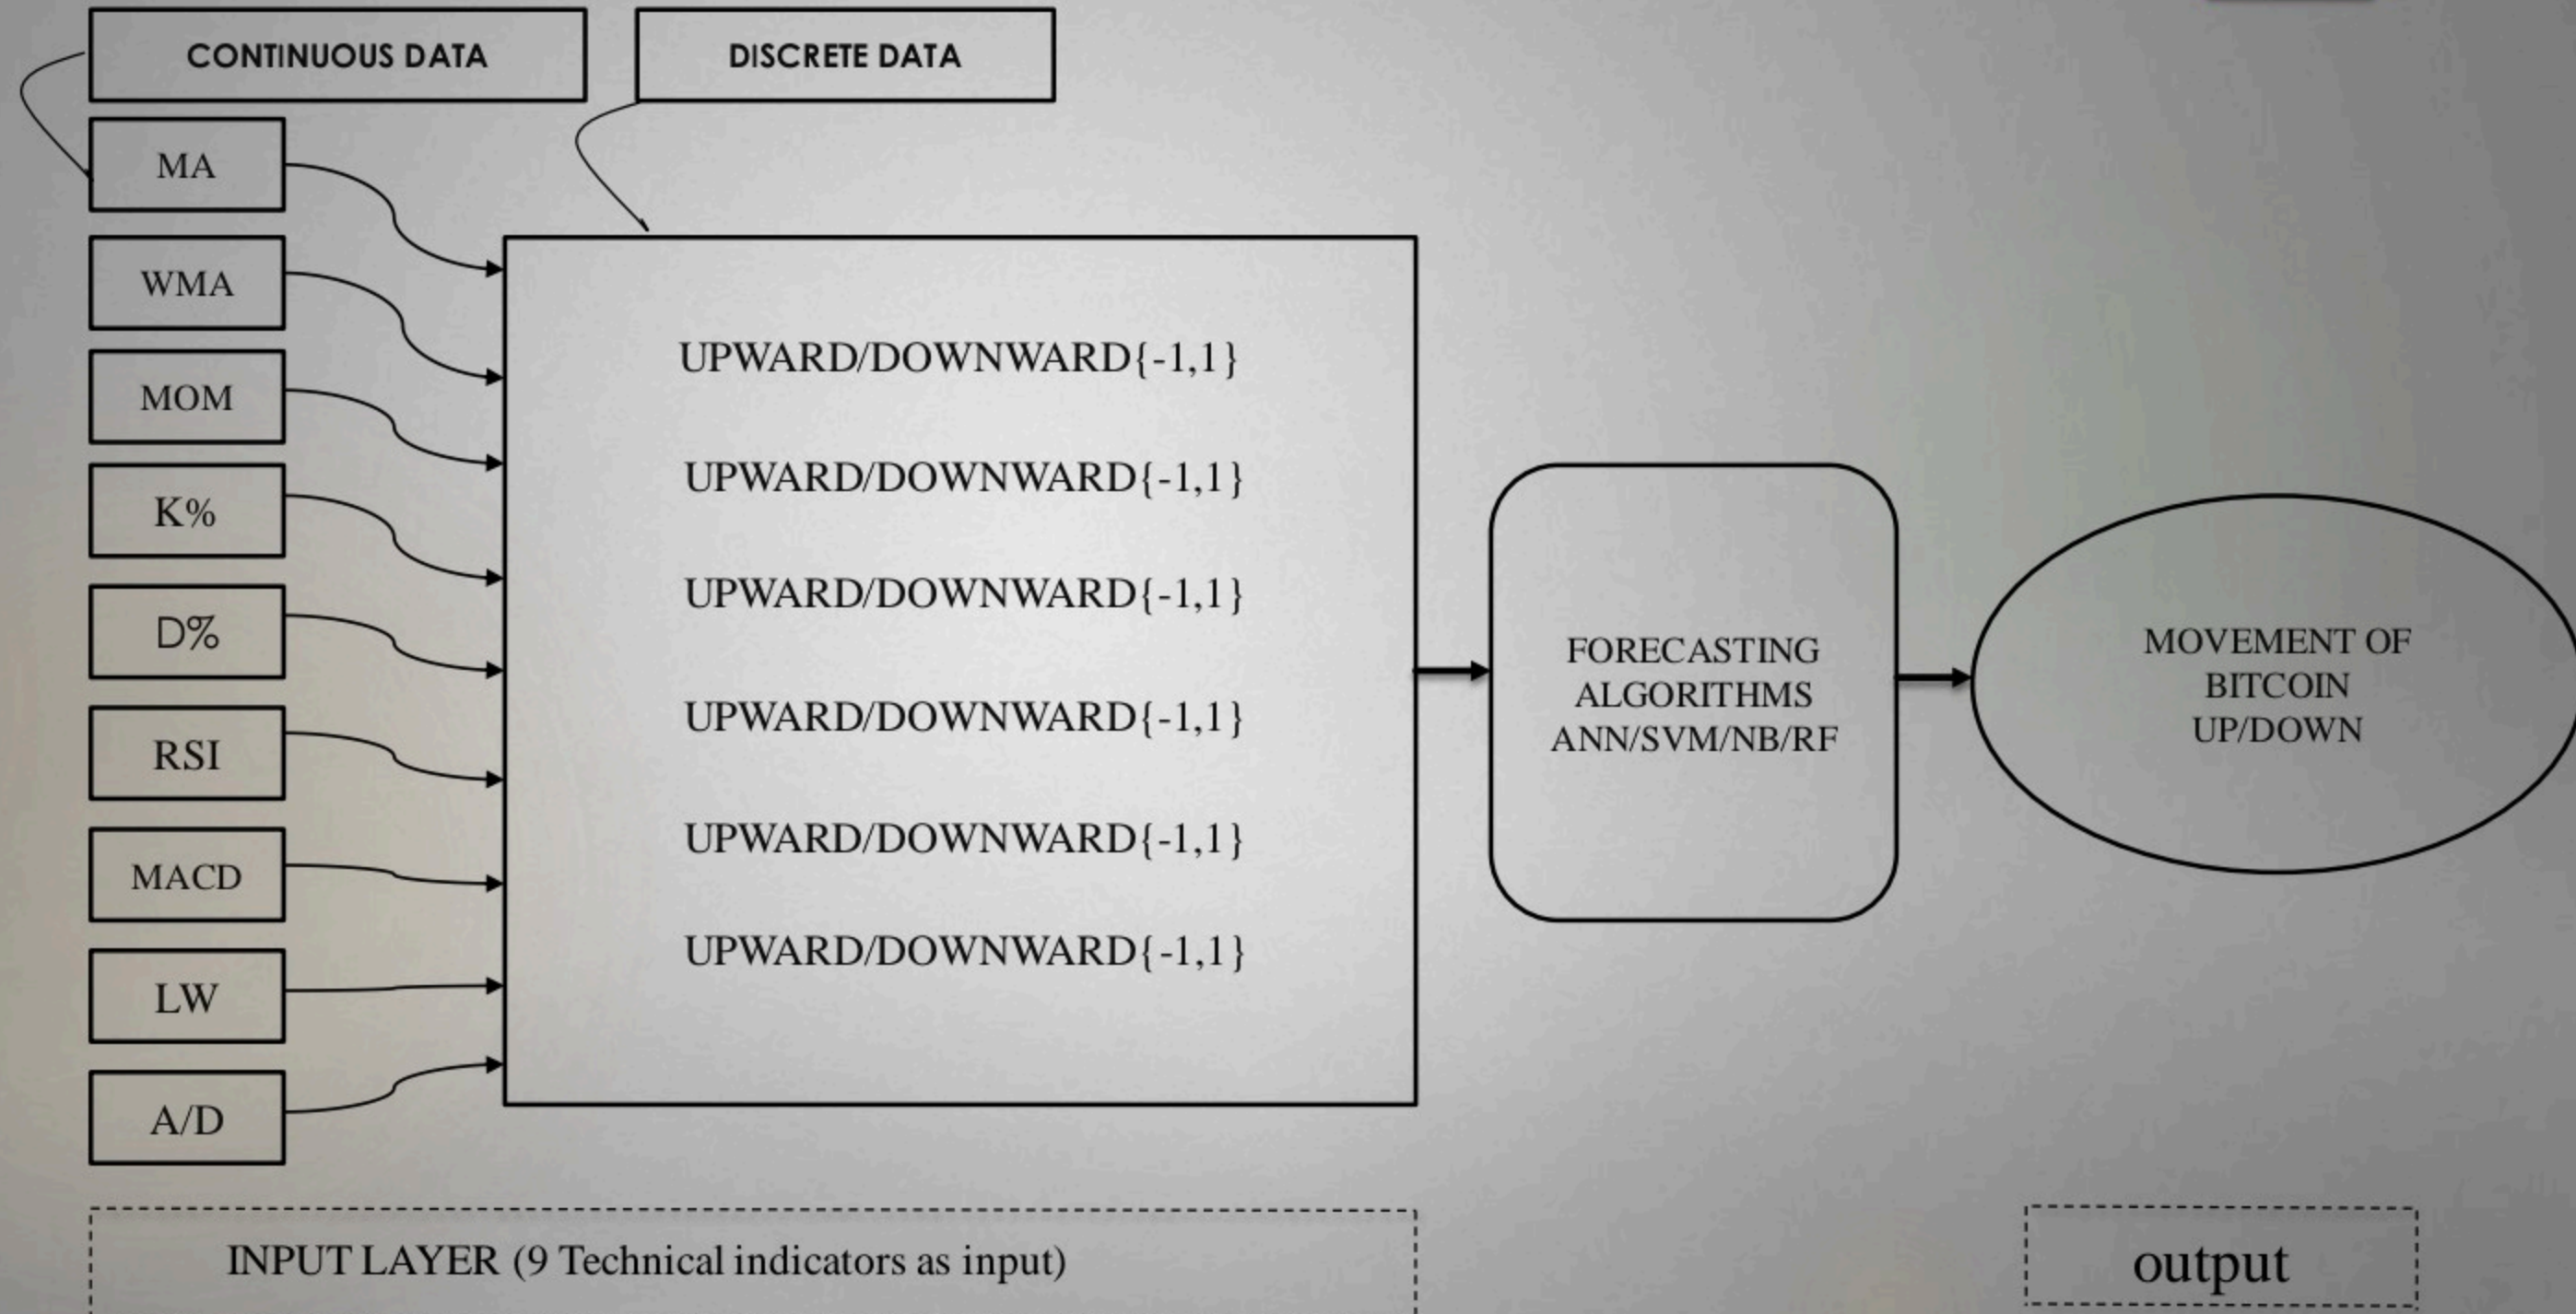 CONTINUOUS DATA
DISCRETE DATA
MA
WMA
MOM
K%
D%
RSI
MACD
LW
A/D
UPWARD/DOWNWARD{-1,1}
UPWARD/DOWNWARD{-1,1}
UPWARD/DOWNWARD{-1,1}
UPWARD/DOWNWARD{-1,1}
UPWARD/DOWNWARD{-1,1}
UPWARD/DOWNWARD{-1,1}
FORECASTING
ALGORITHMS
ANN/SVM/NB/RF
MOVEMENT OF
BITCOIN
UP/DOWN
INPUT LAYER (9 Technical indicators as input)
output